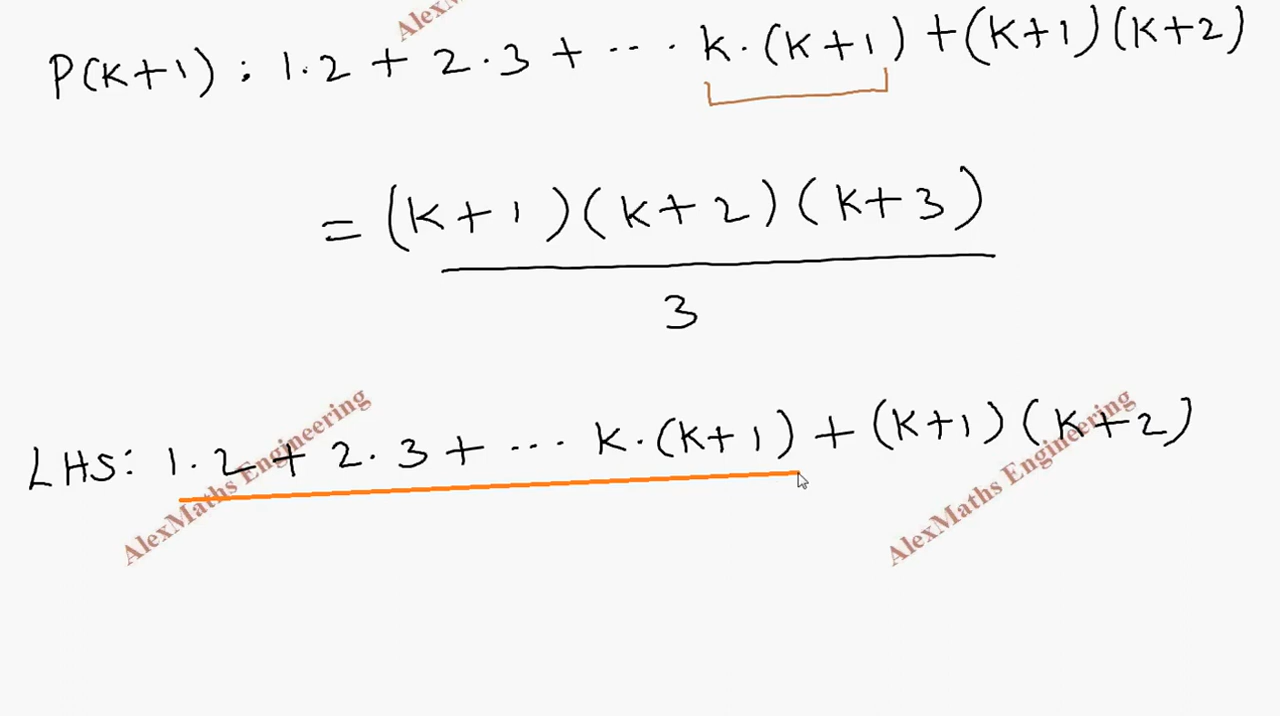 AlexMa
P(K+1) : 1.2 + 2.3 + ... K.(K+1) + (K+1)(K+2)
= (K+1)(K+2)(K+3)
3
LHS: 1.2 + 2.3 + ... K.(K+1) + (K+1)(K+2)
AlexMaths Engineering
AlexMaths Engineering